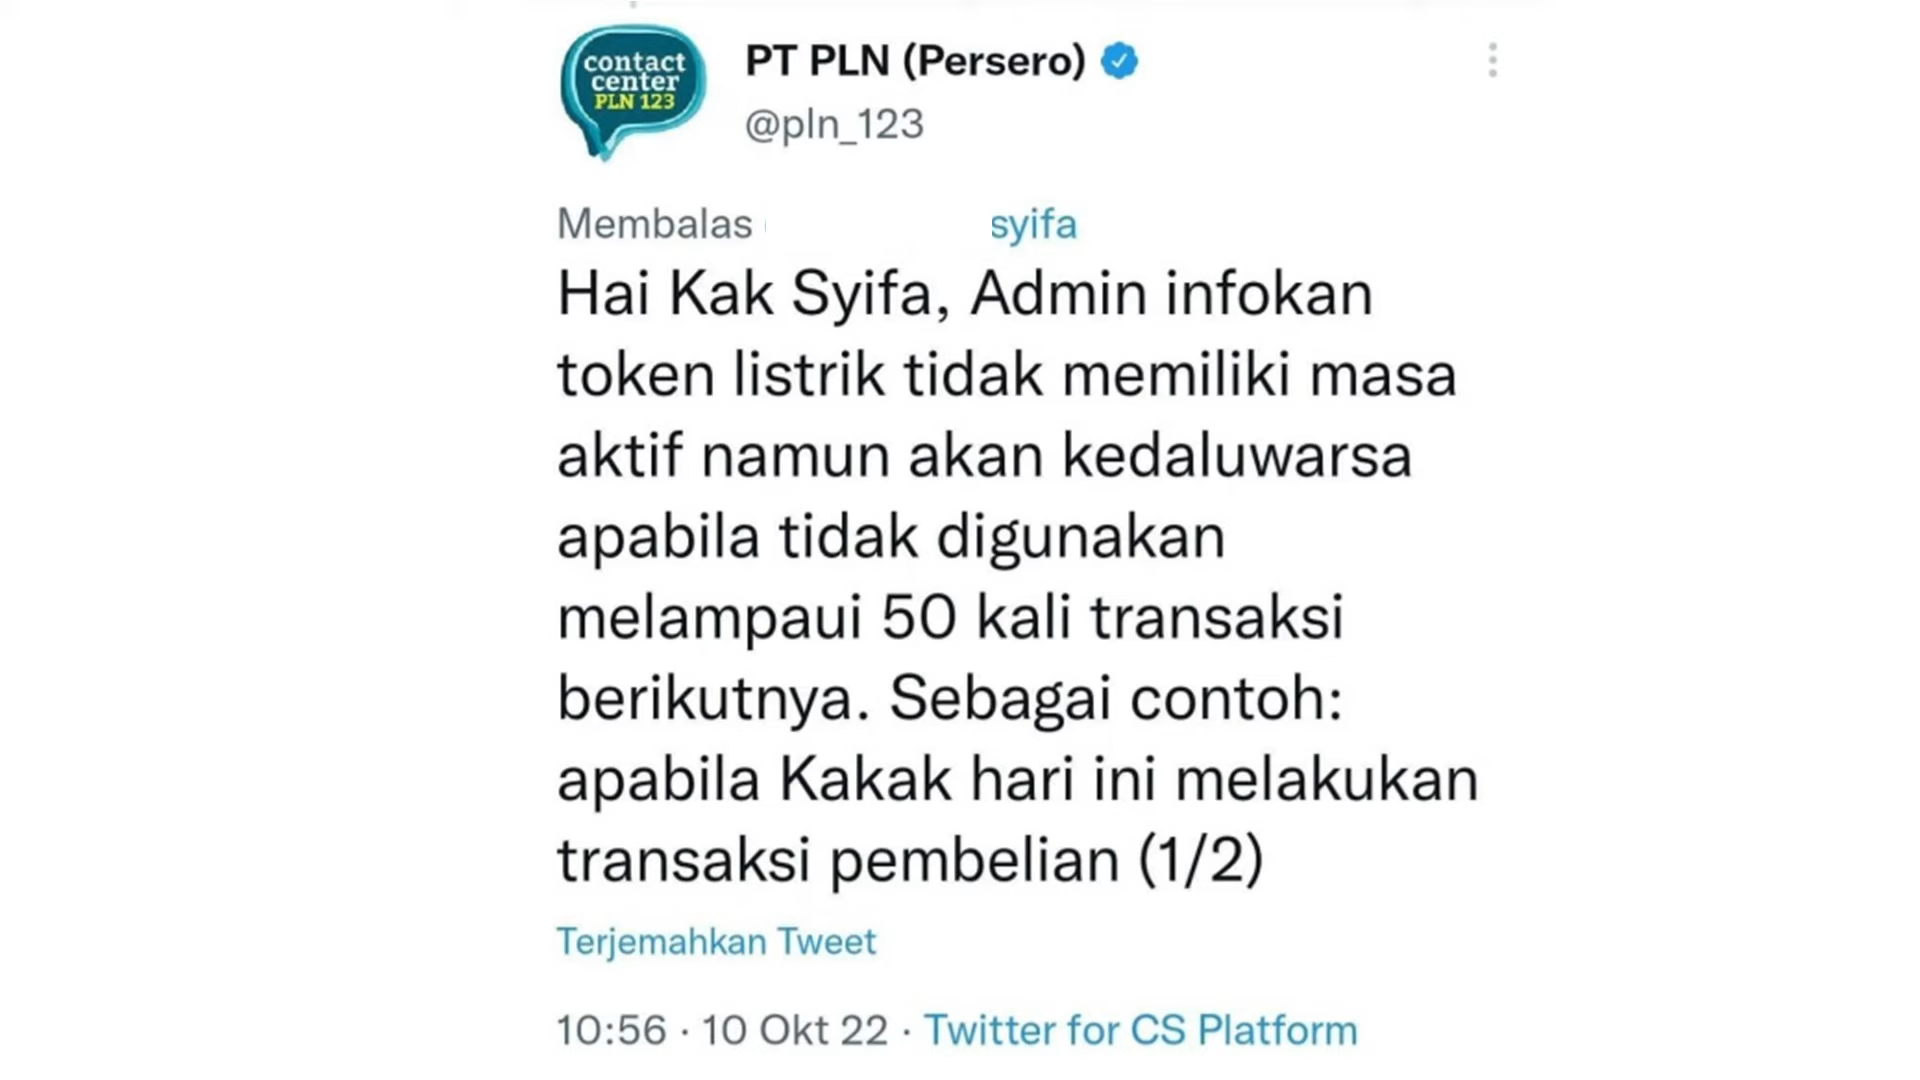 contact
center
PLN 123
PT PLN (Persero)
@pln_123
Membalas syifa
Hai Kak Syifa, Admin infokan
token listrik tidak memiliki masa
aktif namun akan kedaluwarsa
apabila tidak digunakan
melampaui 50 kali transaksi
berikutnya. Sebagai contoh:
apabila Kakak hari ini melakukan
transaksi pembelian (1/2)
Terjemahkan Tweet
10:56 · 10 Okt 22 · Twitter for CS Platform